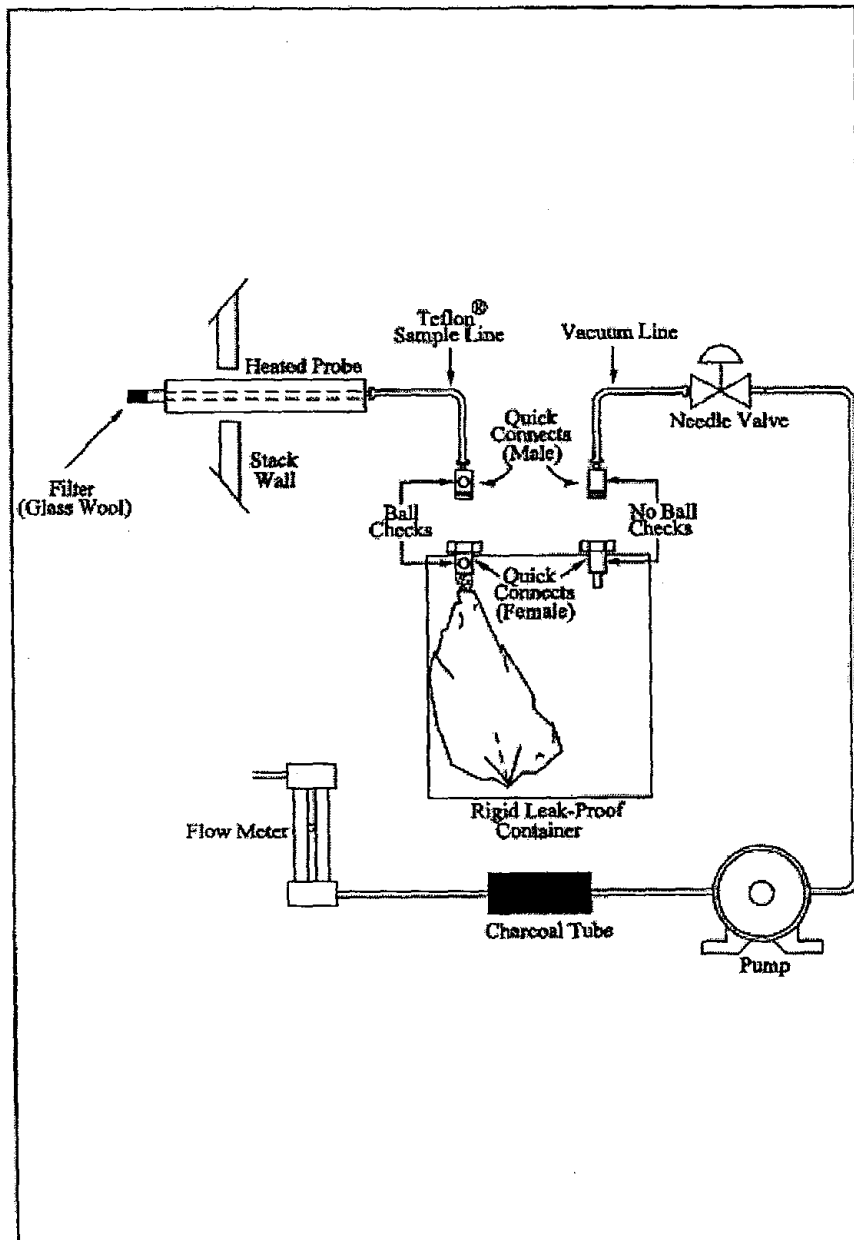 Teflon®
Sample Line
Vacuum Line
Heated Probe
Needle Valve
Stack
Wall
Filter
(Glass Wool)
Quick
Connects
(Male)
Ball
Checks
No Ball
Checks
Quick
Connects
(Female)
Rigid Leak-Proof
Container
Flow Meter
Charcoal Tube
Pump